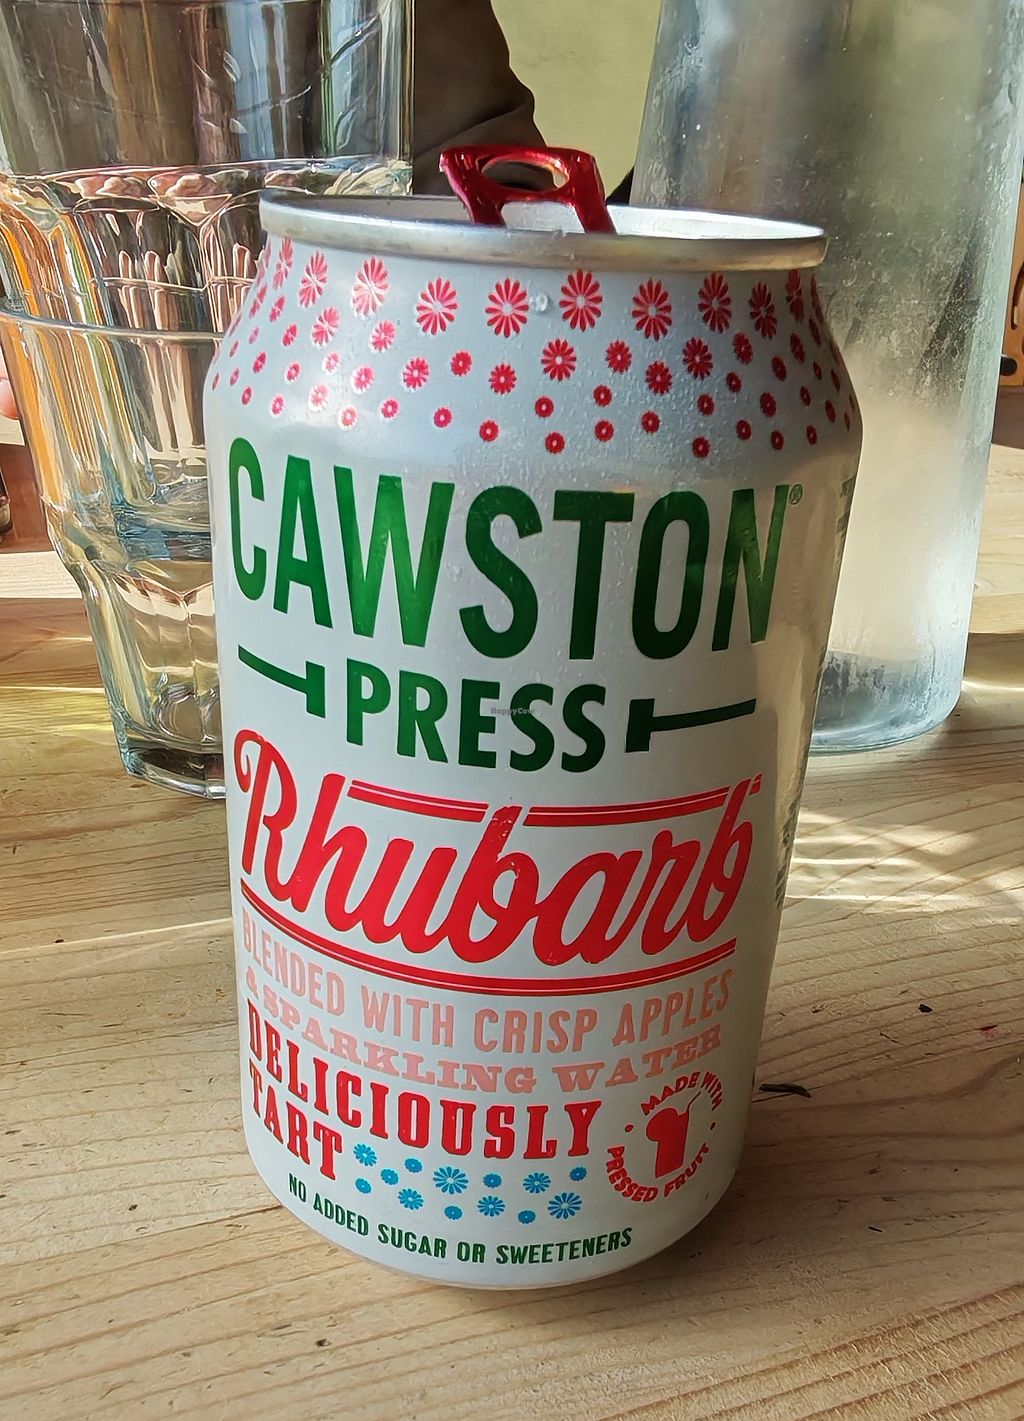 CAWSTON®
PRESS
HappyCow
Rhubarb
BLENDED WITH CRISP APPLES
& SPARKLING WATER
DELICIOUSLY
TART
MADE WITH
PRESSED FRUIT
NO ADDED SUGAR OR SWEETENERS